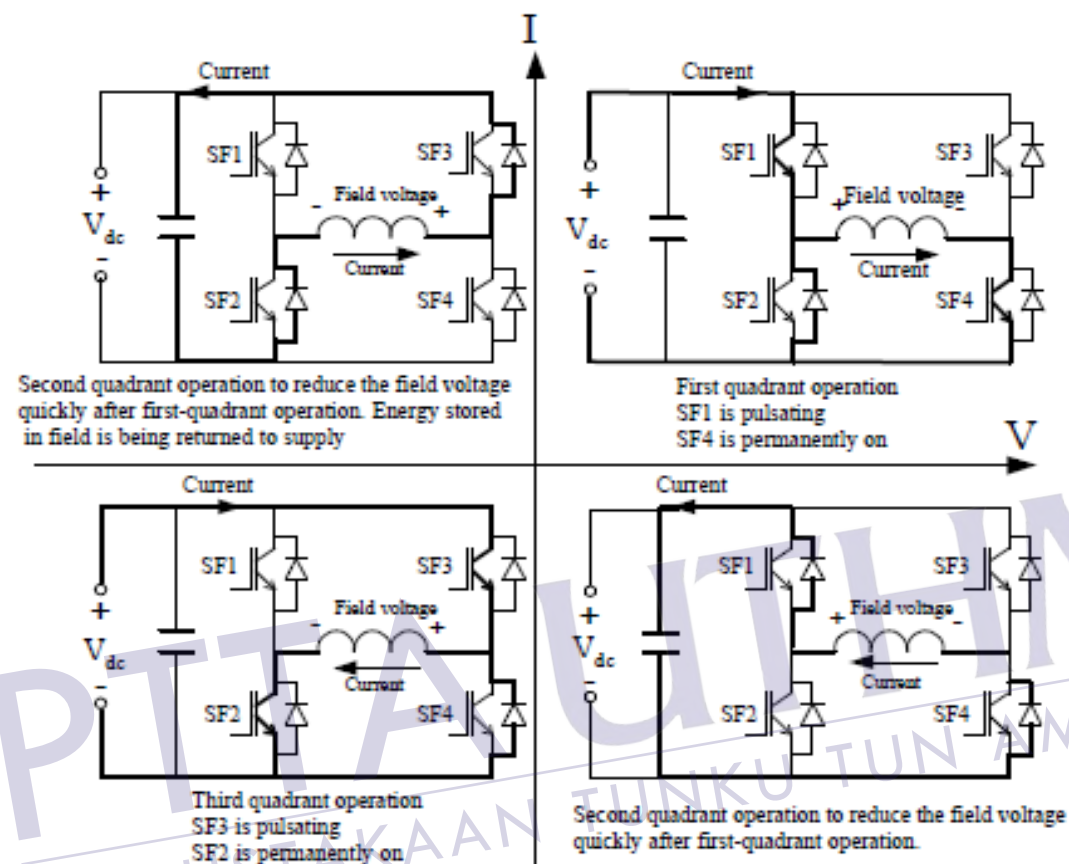 I
Current
SF1
SF3
+
V dc
-
- Field voltage +
Current
SF2
SF4
Second quadrant operation to reduce the field voltage
quickly after first-quadrant operation. Energy stored
in field is being returned to supply
Current
SF1
SF3
+
V dc
-
+ Field voltage -
Current
SF2
SF4
First quadrant operation
SF1 is pulsating
SF4 is permanently on
V
Current
SF1
SF3
+
V dc
-
- Field voltage +
Current
SF2
SF4
Third quadrant operation
SF3 is pulsating
SF2 is permanently on
Current
SF1
SF3
+
V dc
-
+ Field voltage -
Current
SF2
SF4
Second quadrant operation to reduce the field voltage
quickly after first-quadrant operation.
PTTA UTHM
TAKAAN TUNKU TUN AM